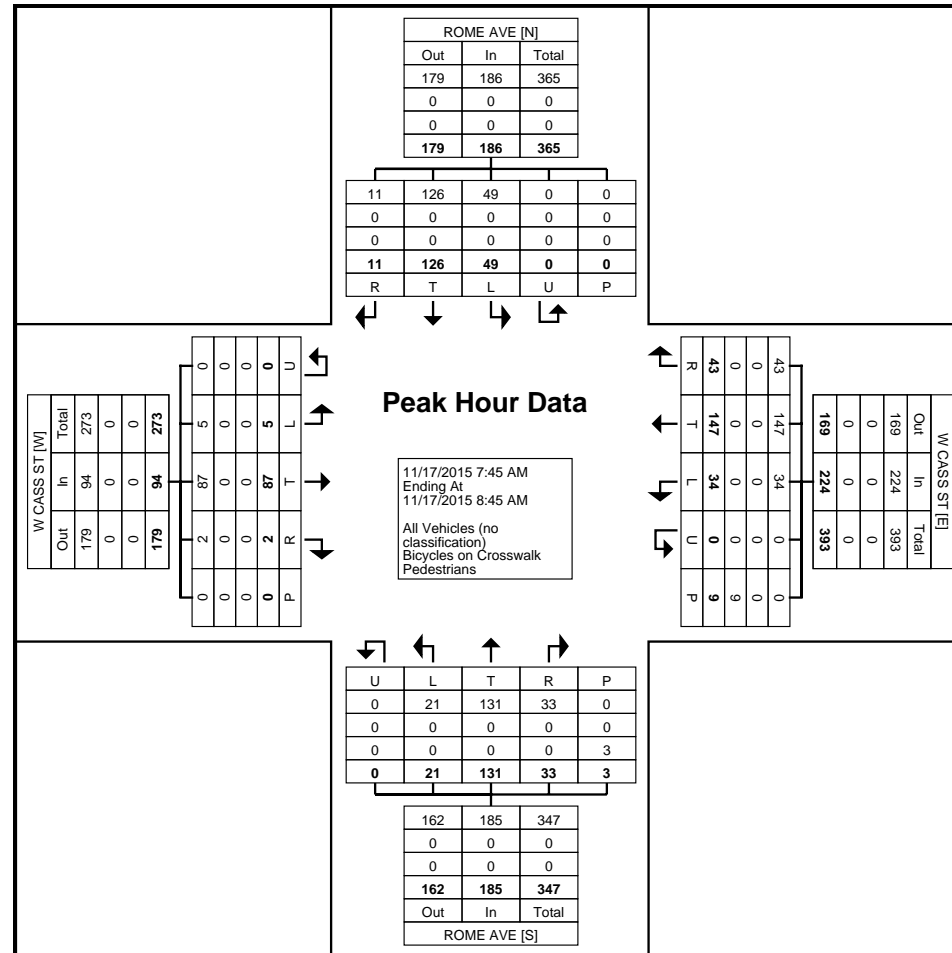 ROME AVE [N]
Out In Total
179 186 365
0 0 0
0 0 0
179 186 365
11 126 49 0 0
0 0 0 0 0
0 0 0 0 0
11 126 49 0 0
R T L U P
W CASS ST [W]
Total In Out
273 94 179
0 0 0
0 0 0
273 94 179
0 5 87 2 0
0 0 0 0 0
0 0 0 0 0
0 5 87 2 0
U L T R P
Peak Hour Data
11/17/2015 7:45 AM
Ending At
11/17/2015 8:45 AM
All Vehicles (no
classification)
Bicycles on Crosswalk
Pedestrians
W CASS ST [E]
Out In Total
169 224 393
0 0 0
0 0 0
169 224 393
43 147 34 0 0
0 0 0 0 0
0 0 0 0 9
43 147 34 0 9
R T L U P
U L T R P
0 21 131 33 0
0 0 0 0 0
0 0 0 0 3
0 21 131 33 3
162 185 347
0 0 0
0 0 0
162 185 347
Out In Total
ROME AVE [S]